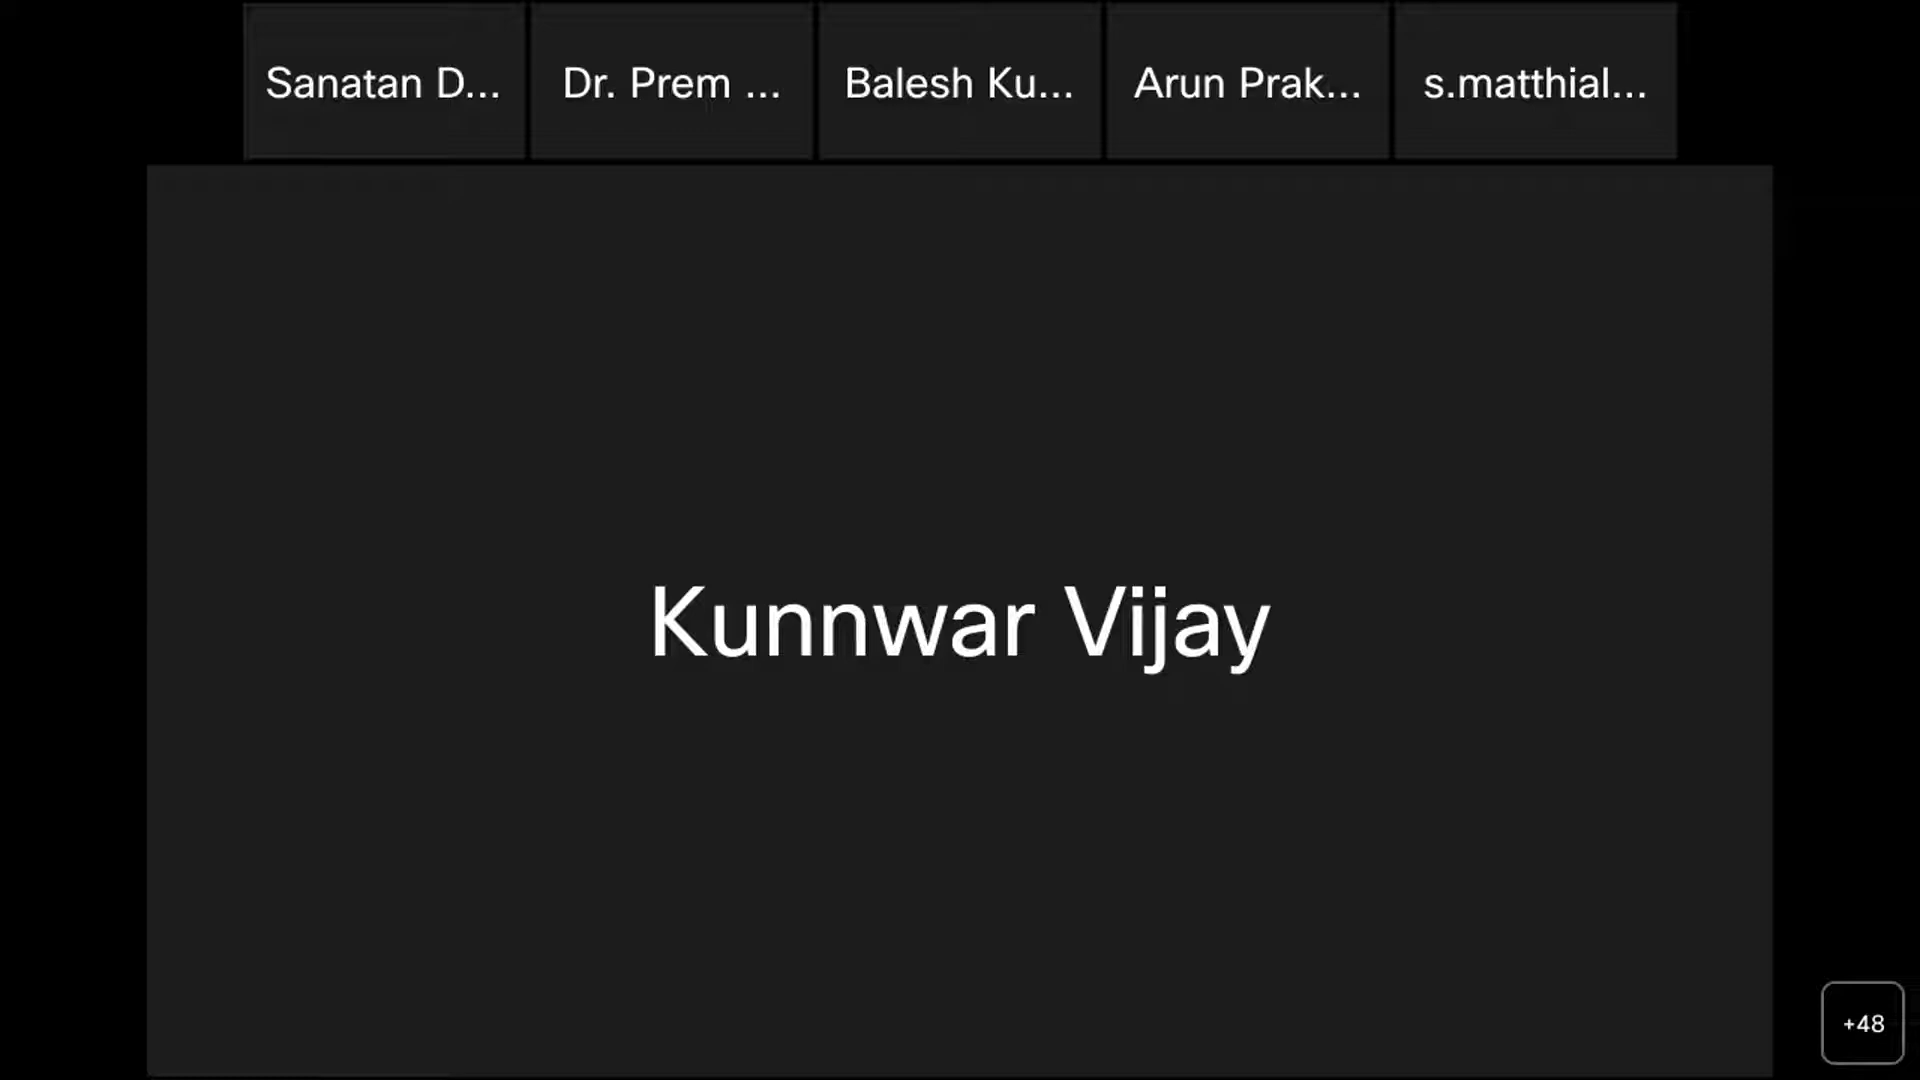 Sanatan D...
Dr. Prem ...
Balesh Ku...
Arun Prak...
s.matthial...
Kunnwar Vijay
+48